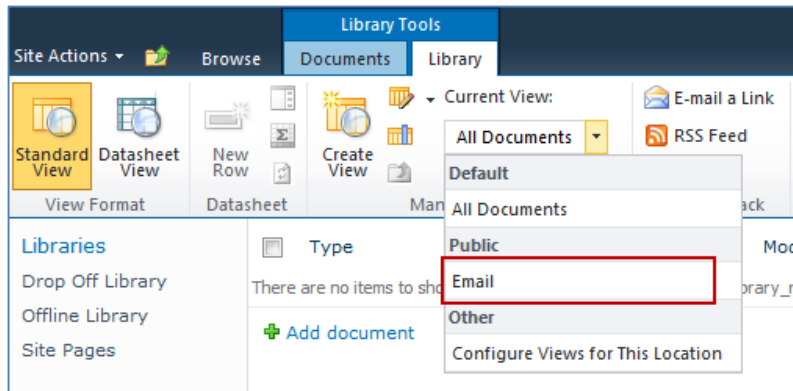 Library Tools
Site Actions Browse Documents Library
Standard View
Datasheet View
New Row
Create View
Current View:
All Documents
E-mail a Link
RSS Feed
View Format
Datasheet
Default
All Documents
Public
Email
Other
Configure Views for This Location
Libraries
Drop Off Library
Offline Library
Site Pages
Type
There are no items to
Add document